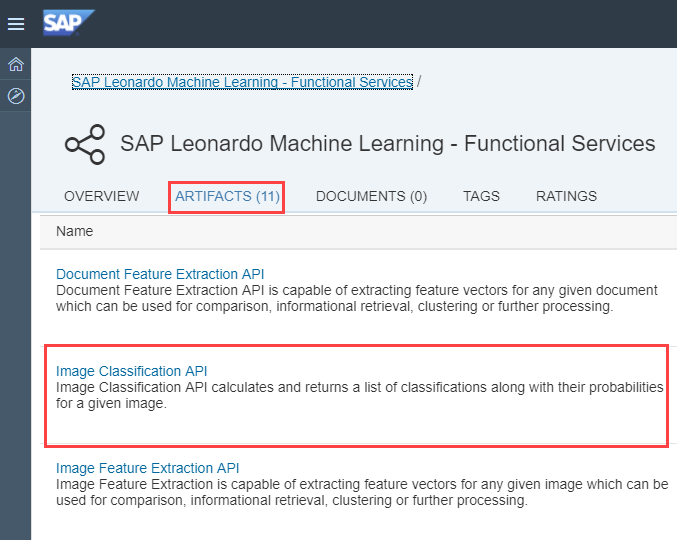 SAP
SAP Leonardo Machine Learning - Functional Services /
SAP Leonardo Machine Learning - Functional Services
OVERVIEW ARTIFACTS (11) DOCUMENTS (0) TAGS RATINGS
Name
Document Feature Extraction API
Document Feature Extraction API is capable of extracting feature vectors for any given document
which can be used for comparison, informational retrieval, clustering or further processing.
Image Classification API
Image Classification API calculates and returns a list of classifications along with their probabilities
for a given image.
Image Feature Extraction API
Image Feature Extraction is capable of extracting feature vectors for any given image which can be
used for comparison, informational retrieval, clustering or further processing.